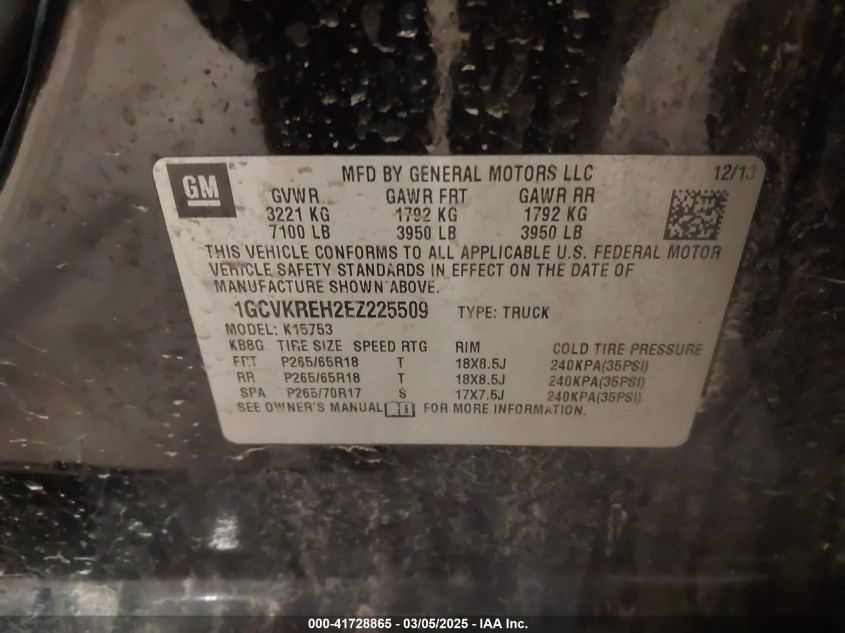 GM
MFD BY GENERAL MOTORS LLC 12/13
GVWR GAWR FRT GAWR RR
3221 KG 1792 KG 1792 KG
7100 LB 3950 LB 3950 LB
THIS VEHICLE CONFORMS TO ALL APPLICABLE U.S. FEDERAL MOTOR
VEHICLE SAFETY STANDARDS IN EFFECT ON THE DATE OF
MANUFACTURE SHOWN ABOVE.
1GCVKREH2EZ225509 TYPE: TRUCK
MODEL: K15753
KB8G TIRE SIZE SPEED RTG RIM COLD TIRE PRESSURE
FRT P265/65R18 T 18X8.5J 240KPA(35PSI)
RR P265/65R18 T 18X8.5J 240KPA(35PSI)
SPA P265/70R17 S 17X7.5J 240KPA(35PSI)
SEE OWNER'S MANUAL FOR MORE INFORMATION.
000-41728865 - 03/05/2025 - IAA Inc.